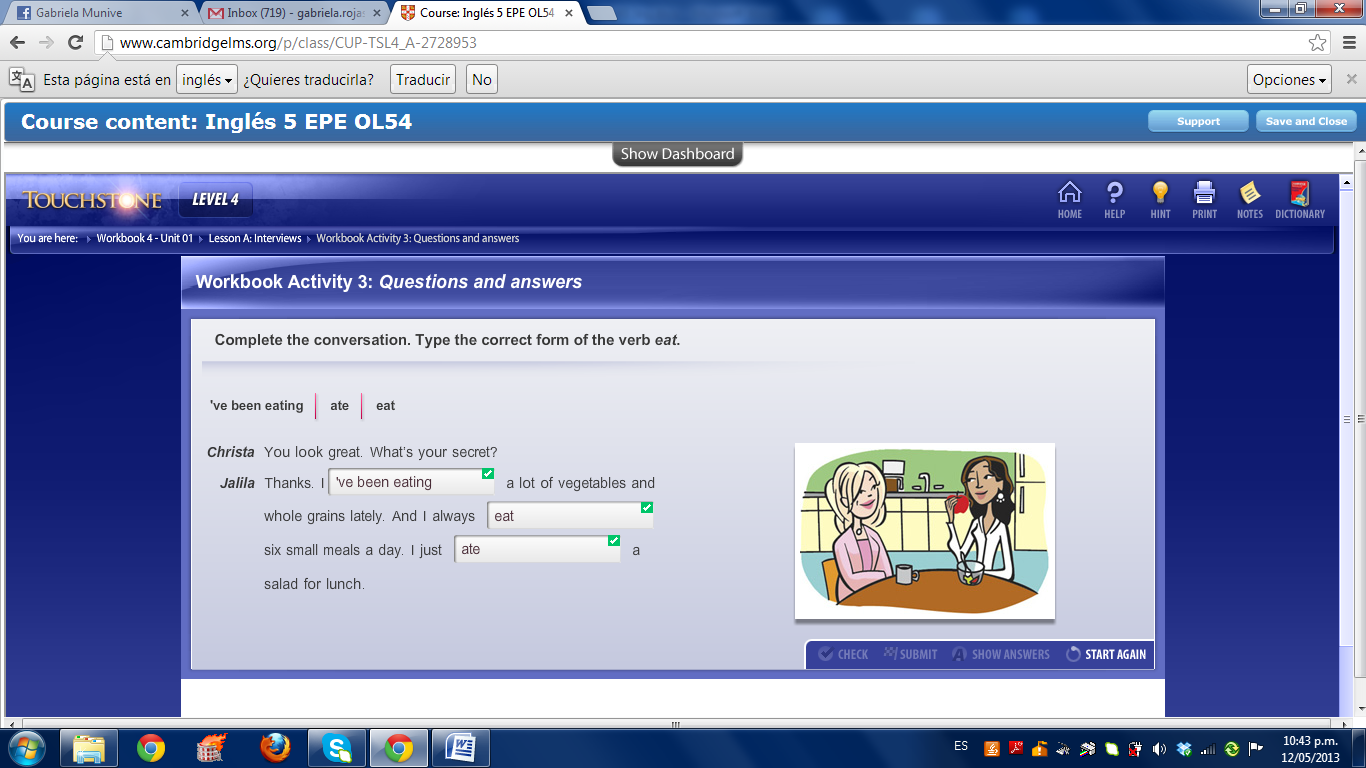 Gabriela Munive
Inbox (719) - gabriela.rojas
Course: Inglés 5 EPE OL54
www.cambridgelms.org/p/class/CUP-TSL4_A-2728953
Esta página está en inglés ¿Quieres traducirla? Traducir No Opciones
Course content: Inglés 5 EPE OL54
Support Save and Close
Show Dashboard
TOUCHSTONE LEVEL 4
HOME HELP HINT PRINT NOTES DICTIONARY
You are here: Workbook 4 - Unit 01 Lesson A: Interviews Workbook Activity 3: Questions and answers
Workbook Activity 3: Questions and answers
Complete the conversation. Type the correct form of the verb eat.
've been eating ate eat
Christa You look great. What's your secret?
Jalila Thanks. I 've been eating a lot of vegetables and
whole grains lately. And I always eat
six small meals a day. I just ate a
salad for lunch.
CHECK SUBMIT SHOW ANSWERS START AGAIN
ES
10:43 p.m.
12/05/2013